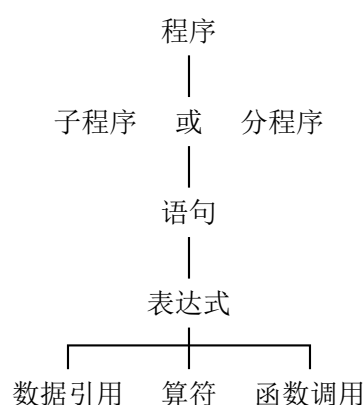 程序
子程序 或 分程序
语句
表达式
数据引用 算符 函数调用